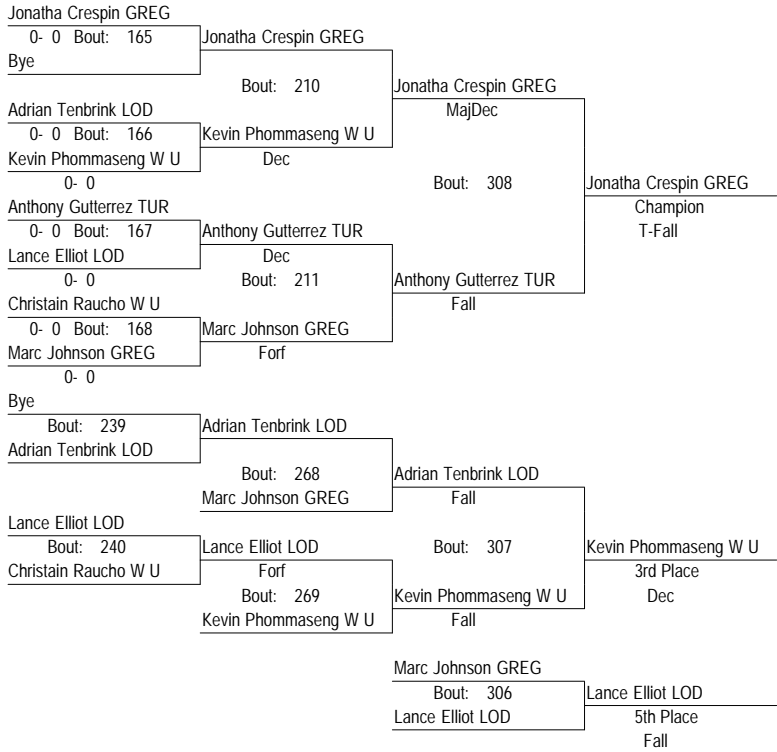 Jonatha Crespin GREG
0- 0 Bout: 165
Jonatha Crespin GREG
Bye
Bout: 210
Jonatha Crespin GREG
Adrian Tenbrink LOD
MajDec
0- 0 Bout: 166
Kevin Phommaseng W U
Kevin Phommaseng W U
Dec
0- 0
Bout: 308
Jonatha Crespin GREG
Anthony Gutterrez TUR
Champion
0- 0 Bout: 167
Anthony Gutterrez TUR
T-Fall
Lance Elliot LOD
Dec
0- 0
Bout: 211
Anthony Gutterrez TUR
Christain Raucho W U
Fall
0- 0 Bout: 168
Marc Johnson GREG
Marc Johnson GREG
Forf
0- 0
Bye
Bout: 239
Adrian Tenbrink LOD
Adrian Tenbrink LOD
Bout: 268
Adrian Tenbrink LOD
Marc Johnson GREG
Fall
Lance Elliot LOD
Bout: 240
Lance Elliot LOD
Bout: 307
Kevin Phommaseng W U
Christain Raucho W U
Forf
3rd Place
Bout: 269
Kevin Phommaseng W U
Dec
Kevin Phommaseng W U
Fall
Marc Johnson GREG
Bout: 306
Lance Elliot LOD
Lance Elliot LOD
5th Place
Fall